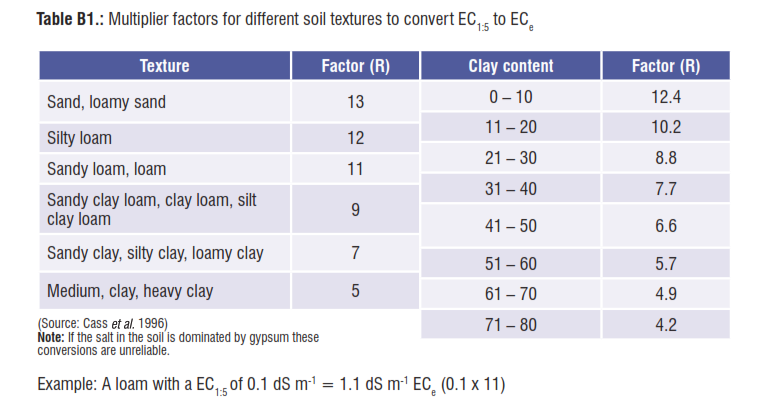 Table B1.: Multiplier factors for different soil textures to convert EC1:5 to ECe
Texture Factor (R) Clay content Factor (R)
Sand, loamy sand 13
Silty loam 12
Sandy loam, loam 11
Sandy clay loam, clay loam, silt
clay loam 9
Sandy clay, silty clay, loamy clay 7
Medium, clay, heavy clay 5
0 – 10 12.4
11 – 20 10.2
21 – 30 8.8
31 – 40 7.7
41 – 50 6.6
51 – 60 5.7
61 – 70 4.9
71 – 80 4.2
(Source: Cass et al. 1996)
Note: If the salt in the soil is dominated by gypsum these
conversions are unreliable.
Example: A loam with a EC1:5 of 0.1 dS m-1 = 1.1 dS m-1 ECe (0.1 x 11)